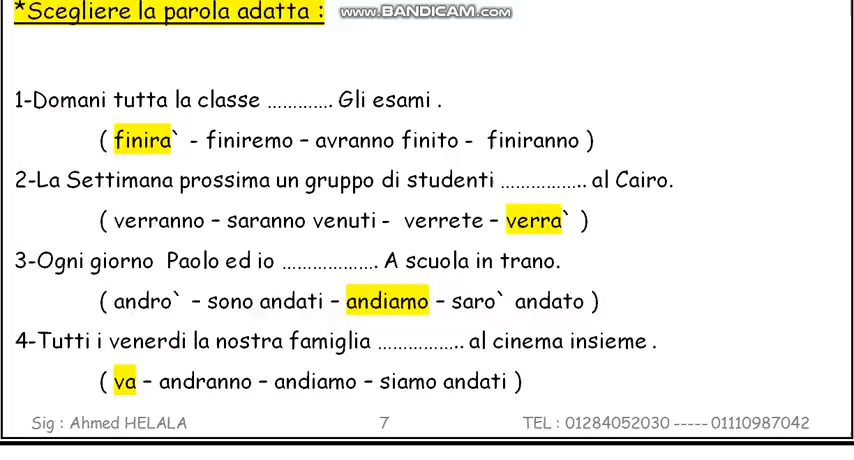 *Scegliere la parola adatta :
www.BANDICAM.com
1-Domani tutta la classe ............. Gli esami .
( finira` - finiremo – avranno finito - finiranno )
2-La Settimana prossima un gruppo di studenti ................. al Cairo.
( verranno – saranno venuti - verrete – verra` )
3-Ogni giorno Paolo ed io ................... A scuola in trano.
( andro` – sono andati – andiamo – saro` andato )
4-Tutti i venerdi la nostra famiglia ................. al cinema insieme .
( va – andranno – andiamo – siamo andati )
Sig : Ahmed HELALA 7 TEL : 01284052030 ----- 01110987042